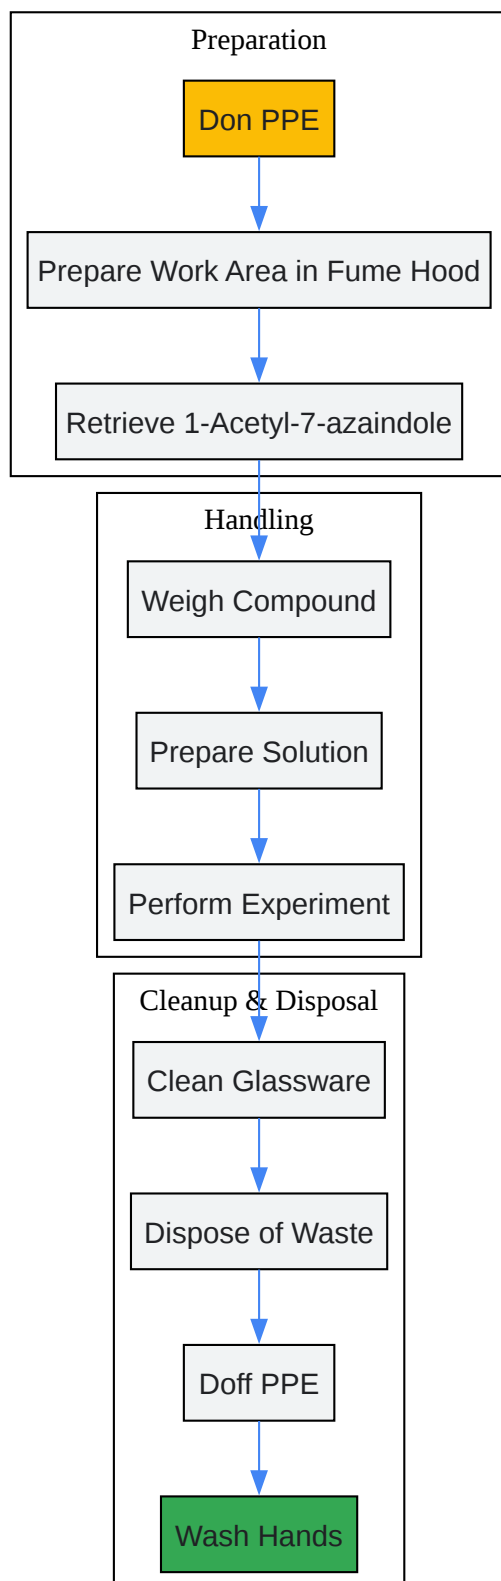 Preparation
Don PPE
Prepare Work Area in Fume Hood
Retrieve 1-Acetyl-7-azaindole
Handling
Weigh Compound
Prepare Solution
Perform Experiment
Cleanup & Disposal
Clean Glassware
Dispose of Waste
Doff PPE
Wash Hands